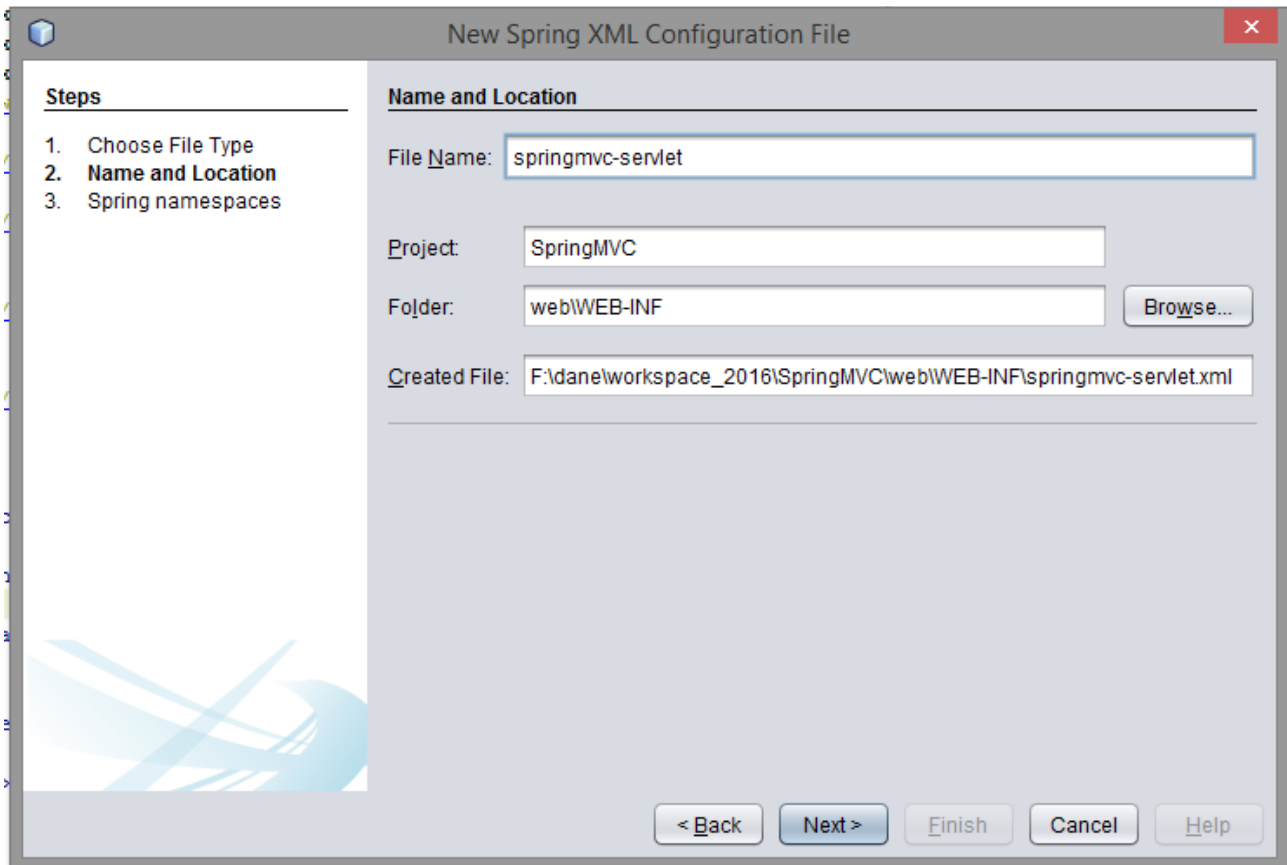 New Spring XML Configuration File
Steps
1. Choose File Type
2. Name and Location
3. Spring namespaces
Name and Location
File Name: springmvc-servlet
Project: SpringMVC
Folder: web\WEB-INF Browse...
Created File: F:\dane\workspace_2016\SpringMVC\web\WEB-INF\springmvc-servlet.xml
< Back Next > Finish Cancel Help